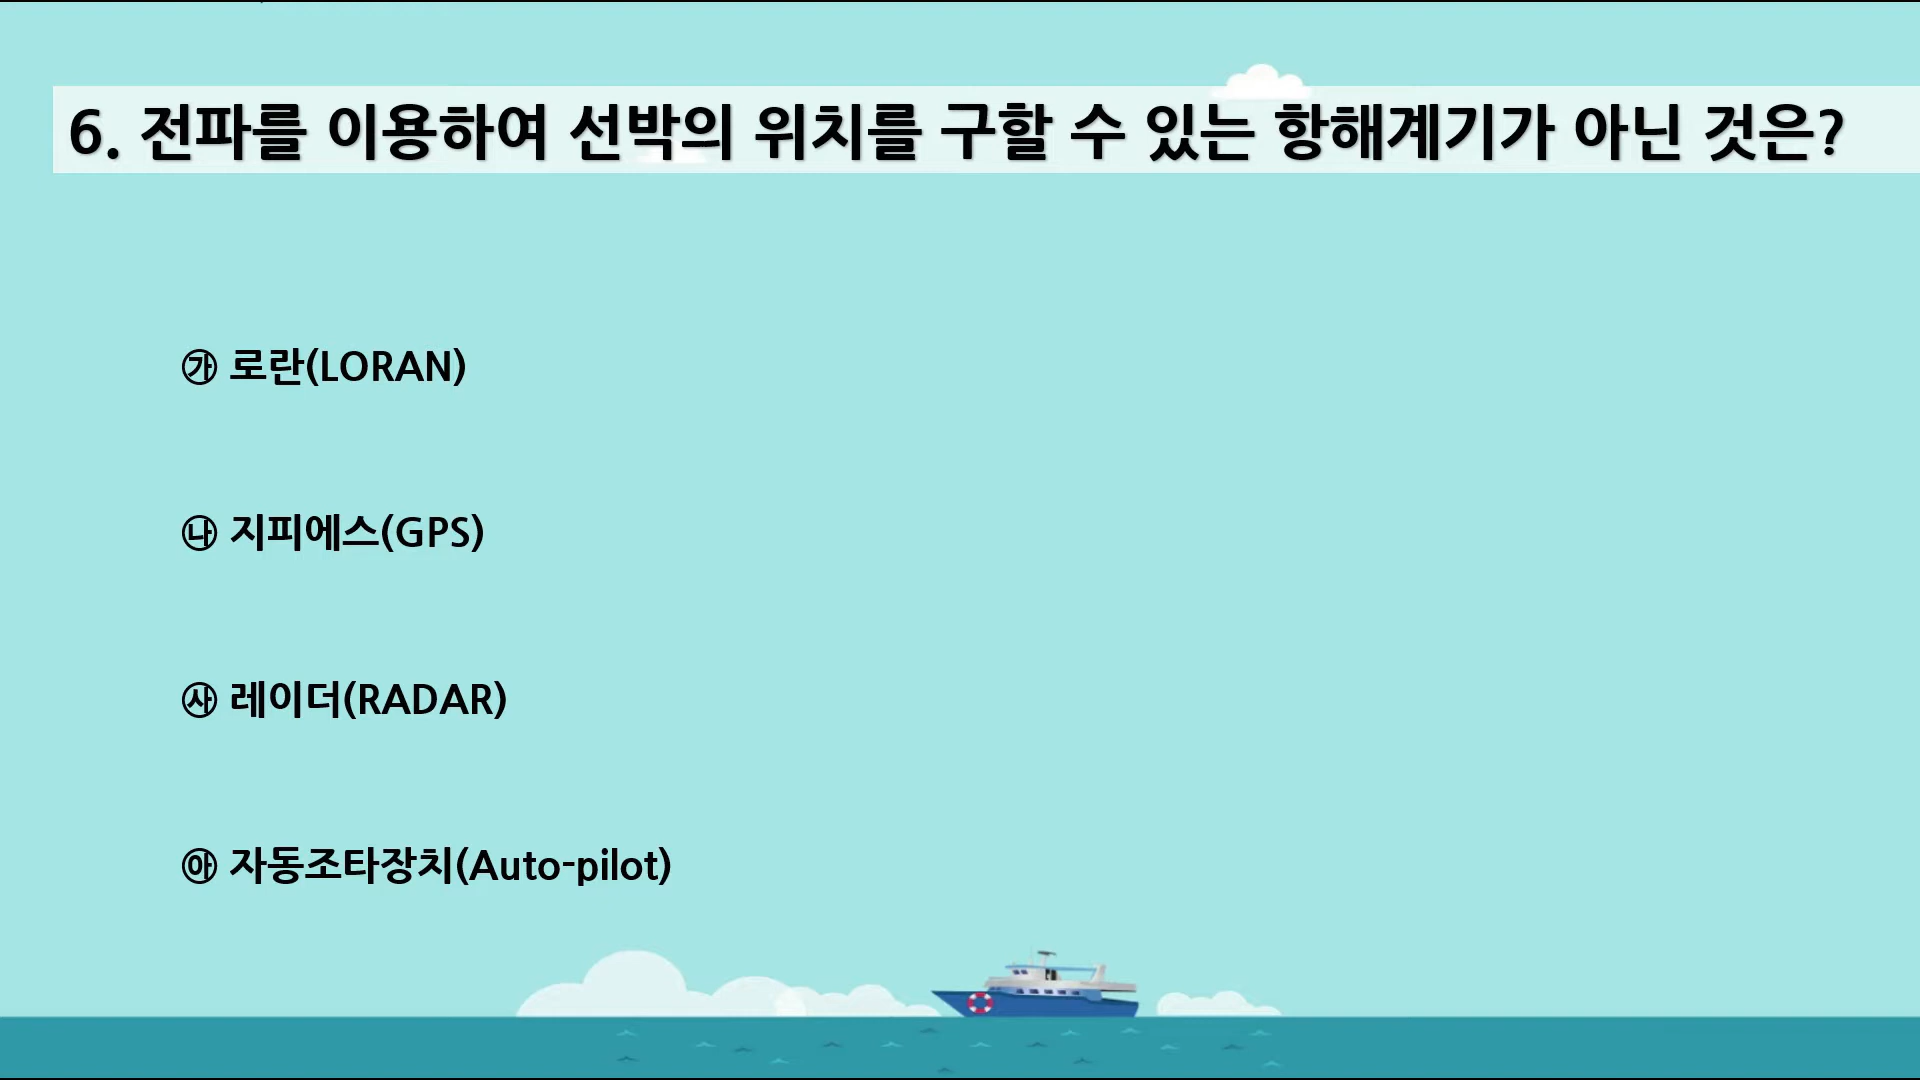 6. 전파를 이용하여 선박의 위치를 구할 수 있는 항해계기가 아닌 것은?
㉮ 로란(LORAN)
㉯ 지피에스(GPS)
㉴ 레이더(RADAR)
㉵ 자동조타장치(Auto-pilot)